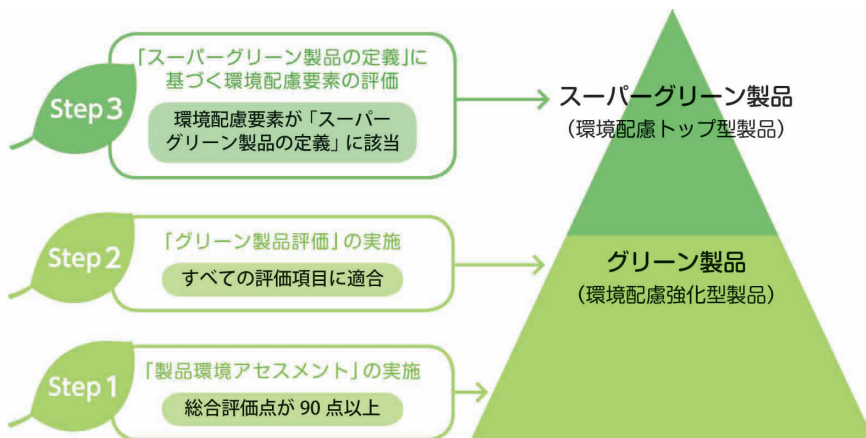 Step 3
「スーパーグリーン製品の定義」に
基づく環境配慮要素の評価
環境配慮要素が「スーパー
グリーン製品の定義」に該当
スーパーグリーン製品
（環境配慮トップ型製品）
Step 2
「グリーン製品評価」の実施
すべての評価項目に適合
グリーン製品
（環境配慮強化型製品）
Step 1
「製品環境アセスメント」の実施
総合評価点が 90 点以上